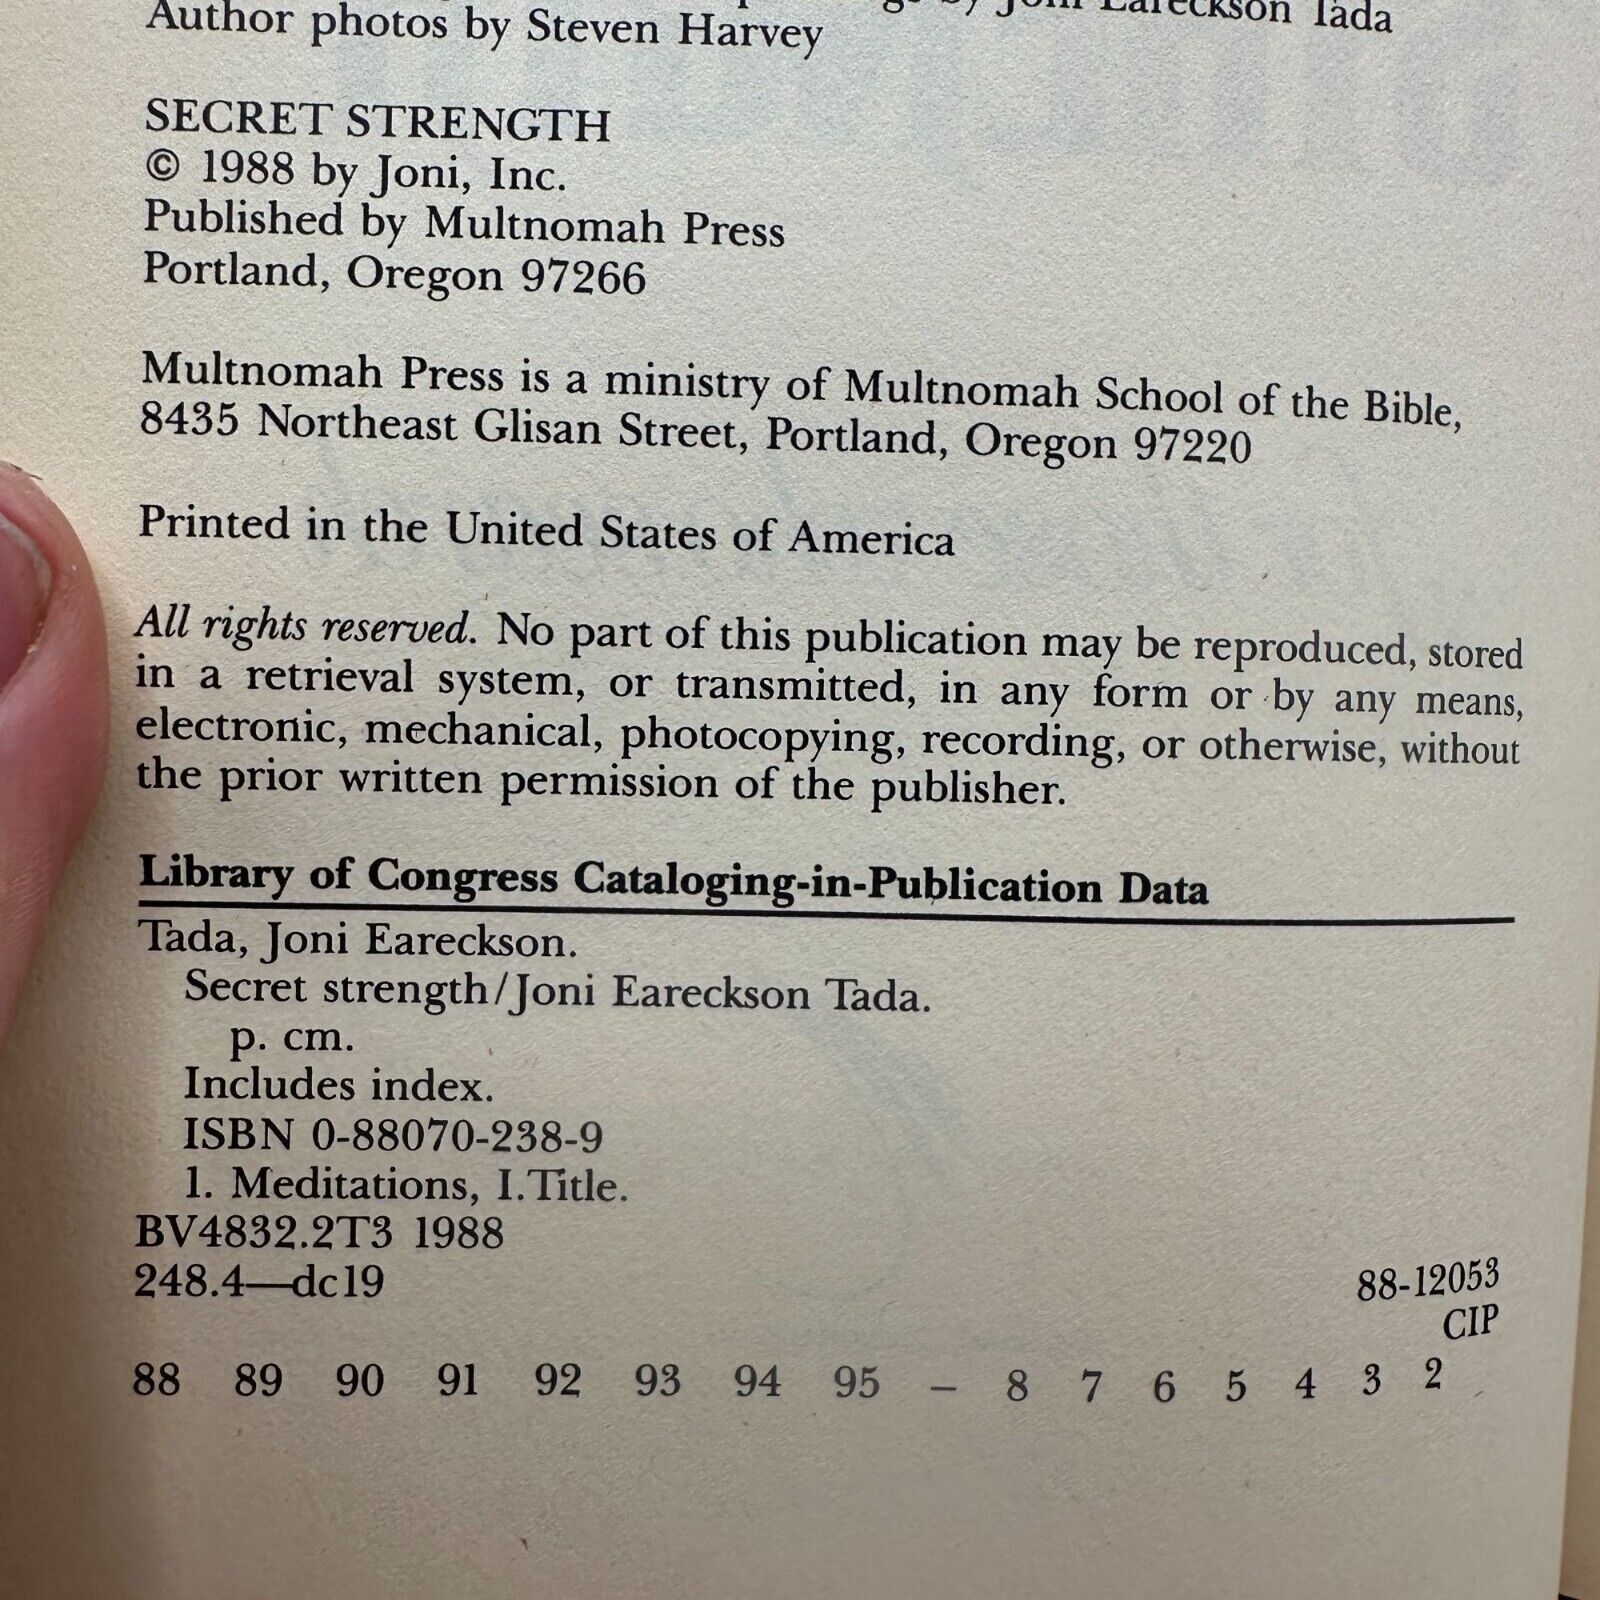 by Joni Eareckson Tada
Author photos by Steven Harvey
SECRET STRENGTH
© 1988 by Joni, Inc.
Published by Multnomah Press
Portland, Oregon 97266
Multnomah Press is a ministry of Multnomah School of the Bible,
8435 Northeast Glisan Street, Portland, Oregon 97220
Printed in the United States of America
All rights reserved. No part of this publication may be reproduced, stored
in a retrieval system, or transmitted, in any form or by any means,
electronic, mechanical, photocopying, recording, or otherwise, without
the prior written permission of the publisher.
Library of Congress Cataloging-in-Publication Data
Tada, Joni Eareckson.
Secret strength/Joni Eareckson Tada.
p. cm.
Includes index.
ISBN 0-88070-238-9
1. Meditations, I.Title.
BV4832.2T3 1988
248.4—dc19 88-12053
CIP
88 89 90 91 92 93 94 95 – 8 7 6 5 4 3 2